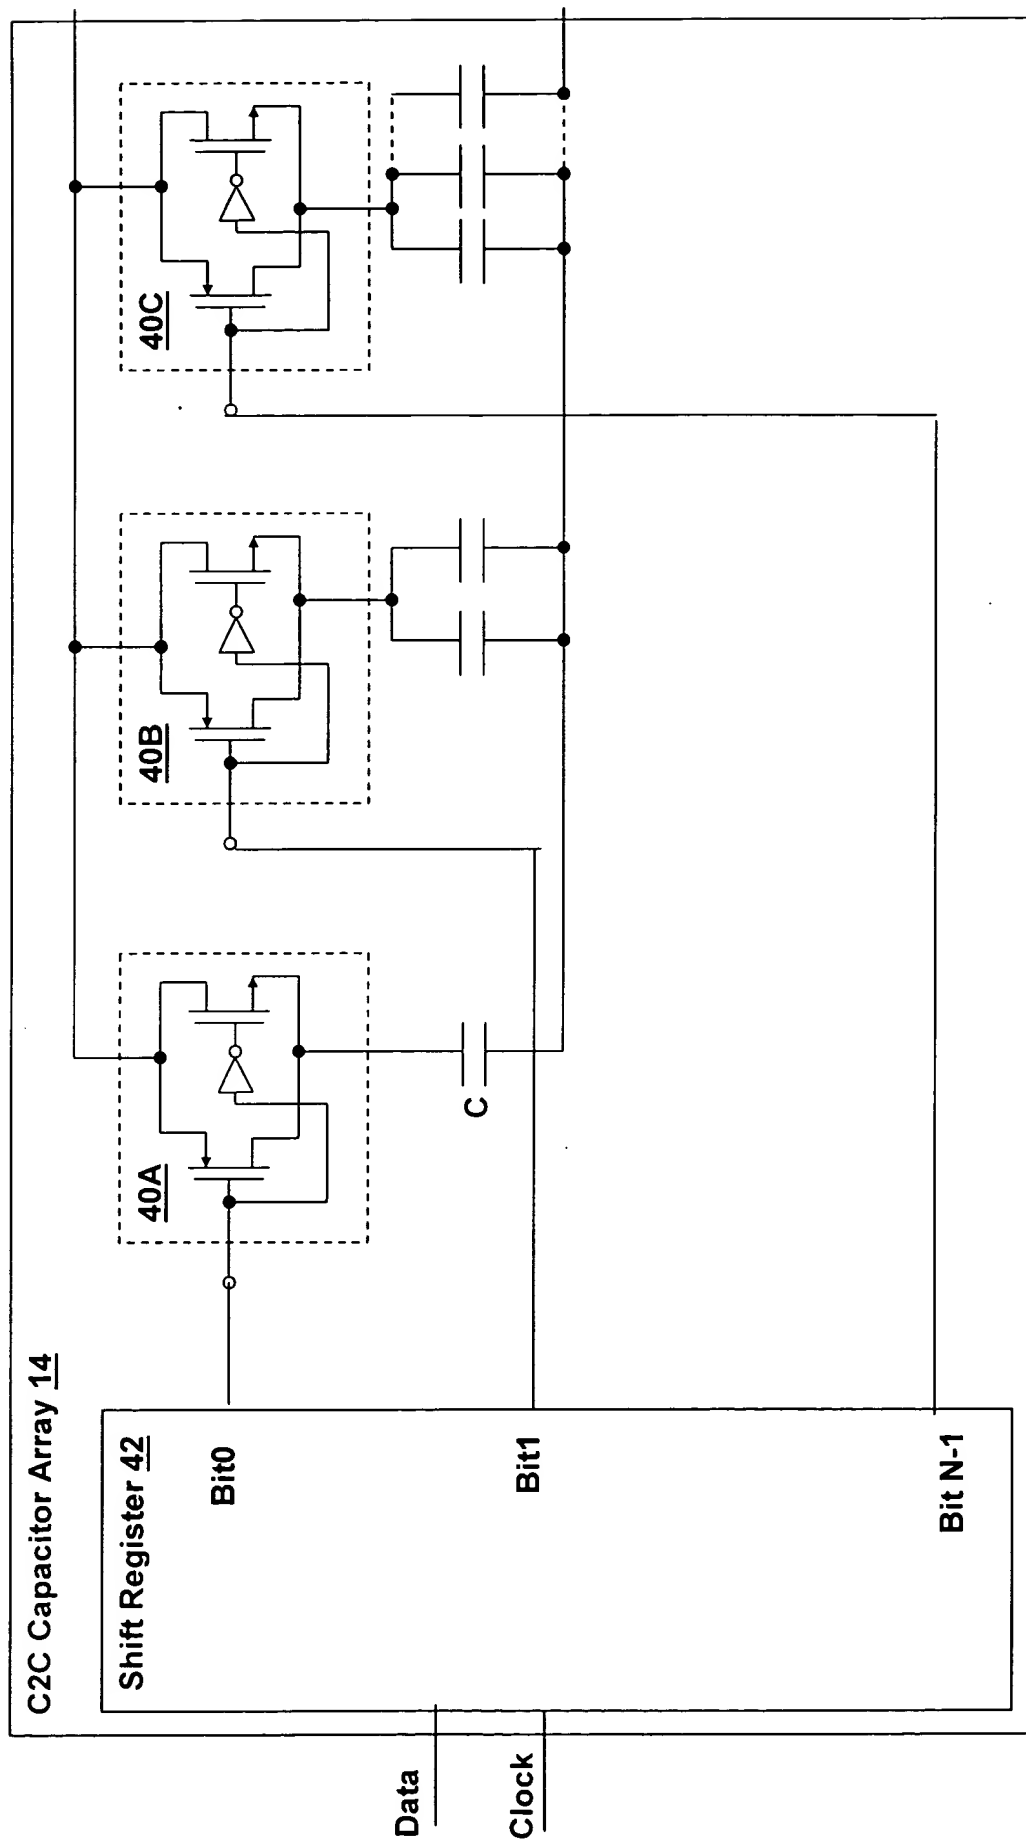 C2C Capacitor Array 14
Shift Register 42
Bit0
Bit1
Bit N-1
Data
Clock
40A
40B
40C
C